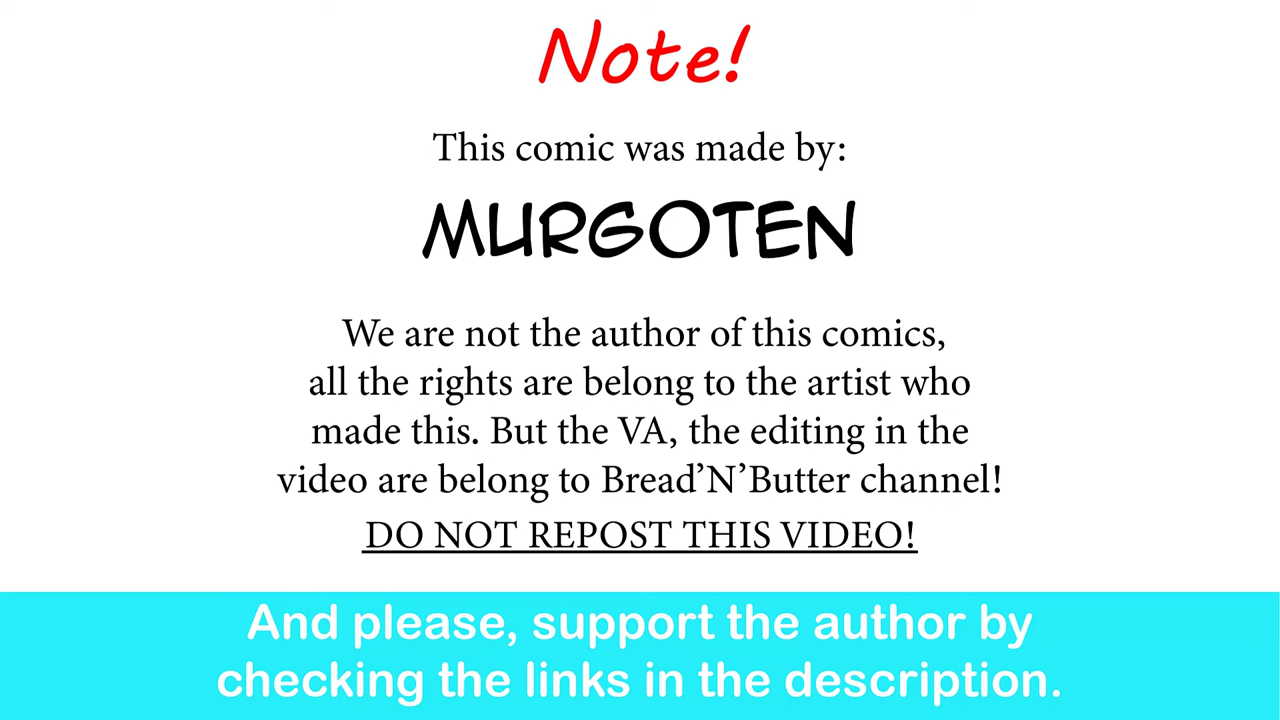 Note!
This comic was made by:
MURGOTEN
We are not the author of this comics,
all the rights are belong to the artist who
made this. But the VA, the editing in the
video are belong to Bread’N’Butter channel!
DO NOT REPOST THIS VIDEO!
And please, support the author by
checking the links in the description.